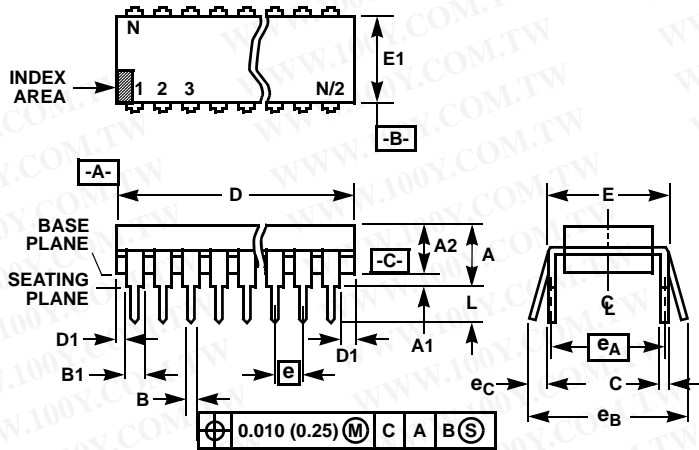 N
E1
INDEX
AREA
1 2 3 N/2
-B-
-A-
D
E
BASE
PLANE
A2
A
-C-
SEATING
PLANE
L
D1
A1
D1
B1
e
B
eA
eC
C
eB
0.010 (0.25) M C A B S
CL
WWW.100Y.COM.TW